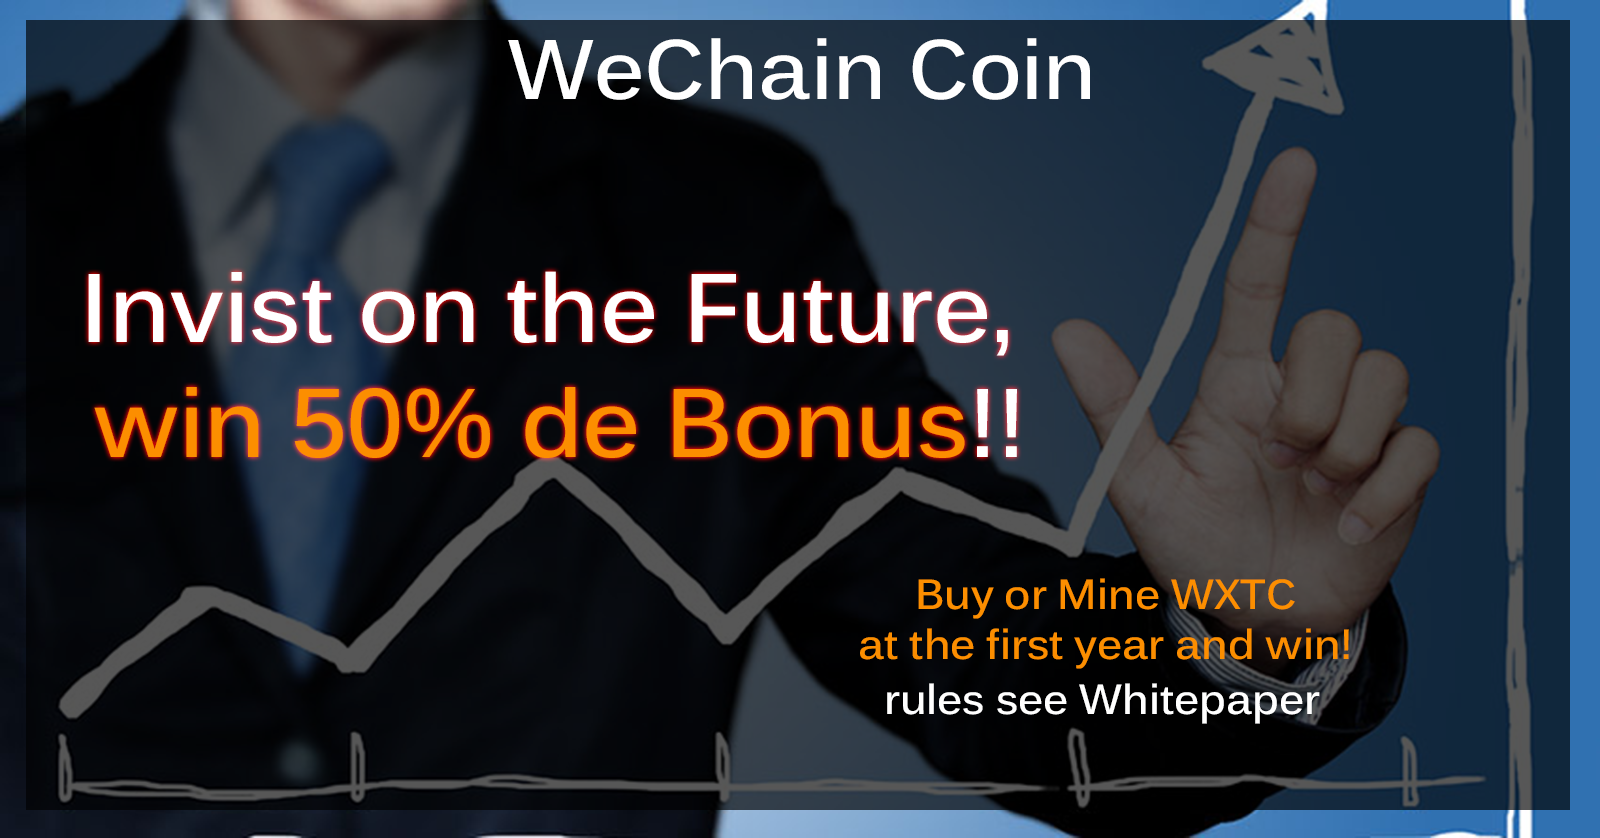 WeChain Coin
Invist on the Future,
win 50% de Bonus!!
Buy or Mine WXTC
at the first year and win!
rules see Whitepaper